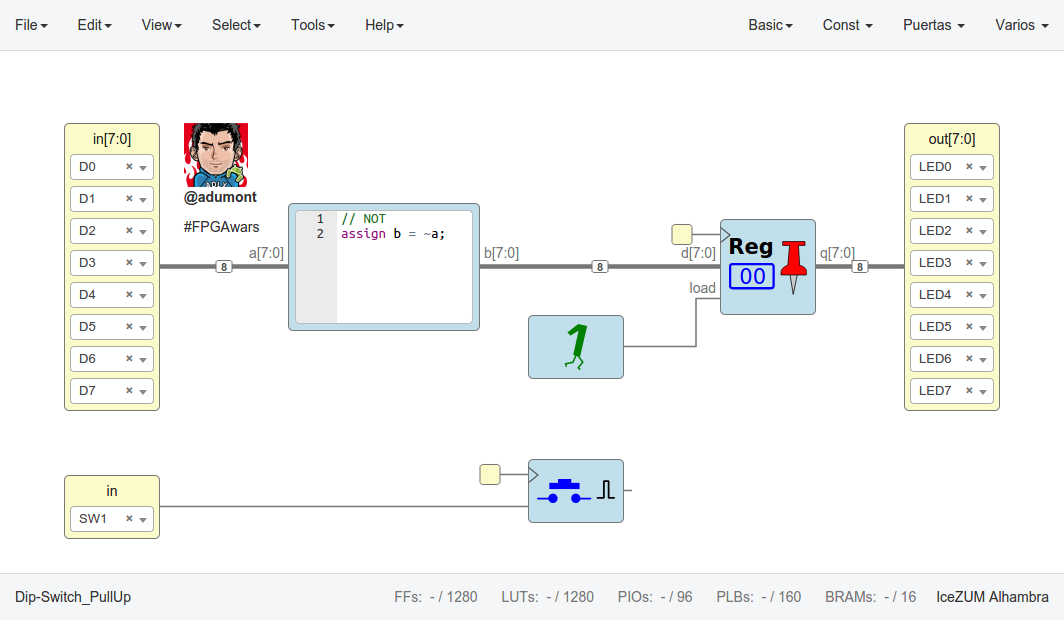 File Edit View Select Tools Help Basic Const Puertas Varios
in[7:0]
D0
D1
D2
D3
D4
D5
D6
D7
@adumont
#FPGAwars
a[7:0]
8
1 // NOT
2 assign b = ~a;
b[7:0]
8
d[7:0]
load
Reg
00
q[7:0]
8
1
out[7:0]
LED0
LED1
LED2
LED3
LED4
LED5
LED6
LED7
in
SW1
Dip-Switch_PullUp FFs: - / 1280 LUTs: - / 1280 PIOs: - / 96 PLBs: - / 160 BRAMs: - / 16 IceZUM Alhambra